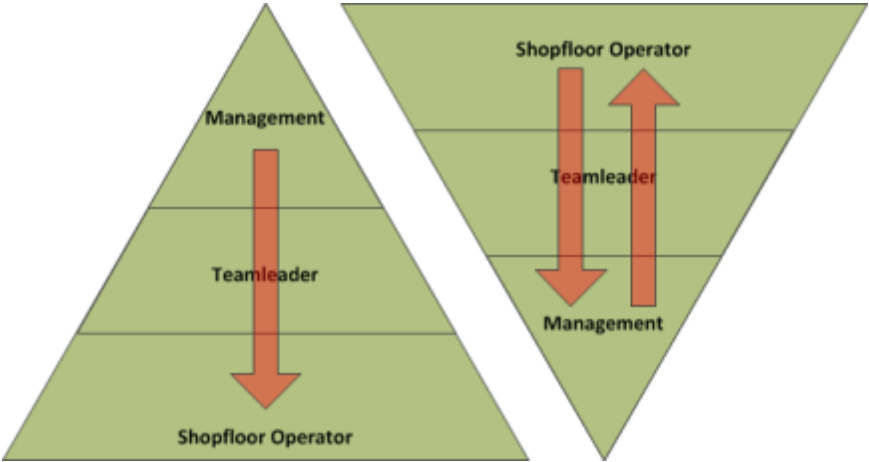 Management
Teamleader
Shopfloor Operator
Shopfloor Operator
Teamleader
Management